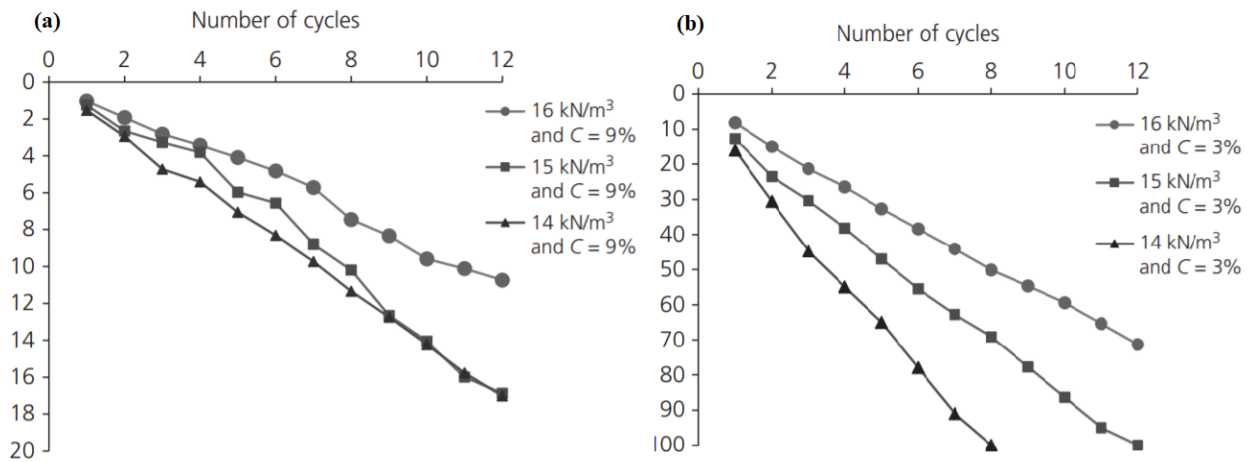 (a)
Number of cycles
0 2 4 6 8 10 12
0
2
4
6
8
10
12
14
16
18
20
16 kN/m³
and C = 9%
15 kN/m³
and C = 9%
14 kN/m³
and C = 9%
(b)
Number of cycles
0 2 4 6 8 10 12
0
10
20
30
40
50
60
70
80
90
100
16 kN/m³
and C = 3%
15 kN/m³
and C = 3%
14 kN/m³
and C = 3%